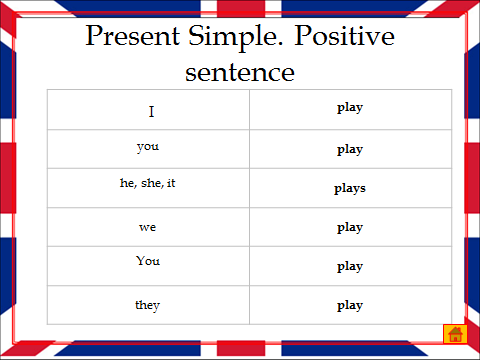 Present Simple. Positive
sentence
I play
you play
he, she, it plays
we play
You play
they play